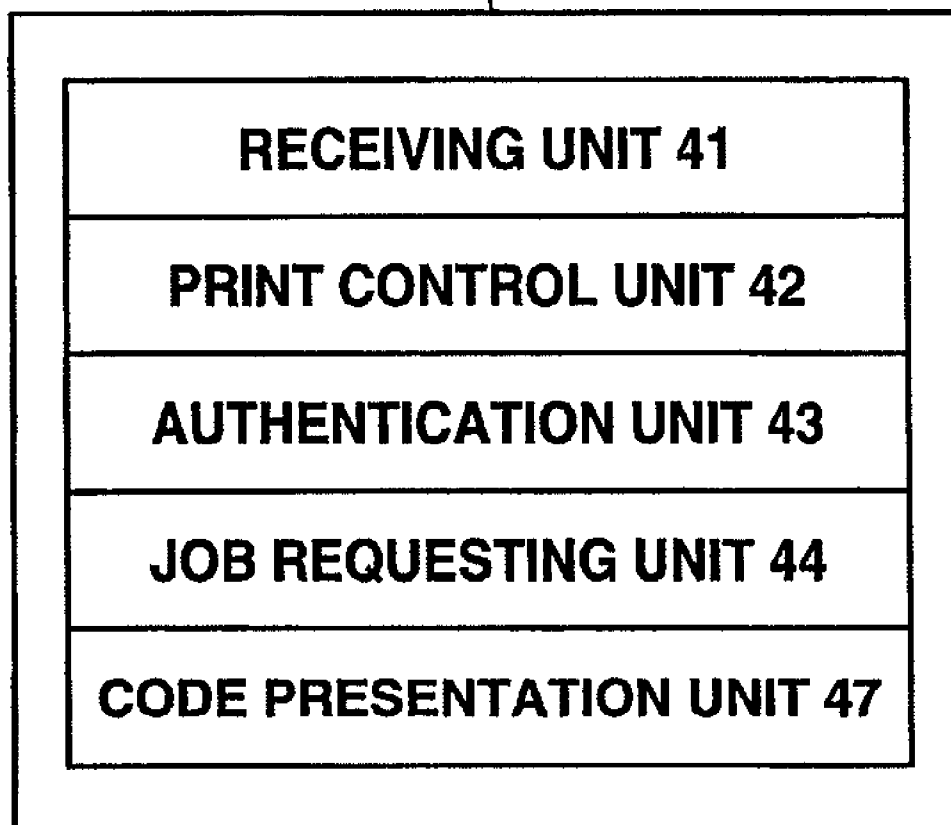 RECEIVING UNIT 41
PRINT CONTROL UNIT 42
AUTHENTICATION UNIT 43
JOB REQUESTING UNIT 44
CODE PRESENTATION UNIT 47